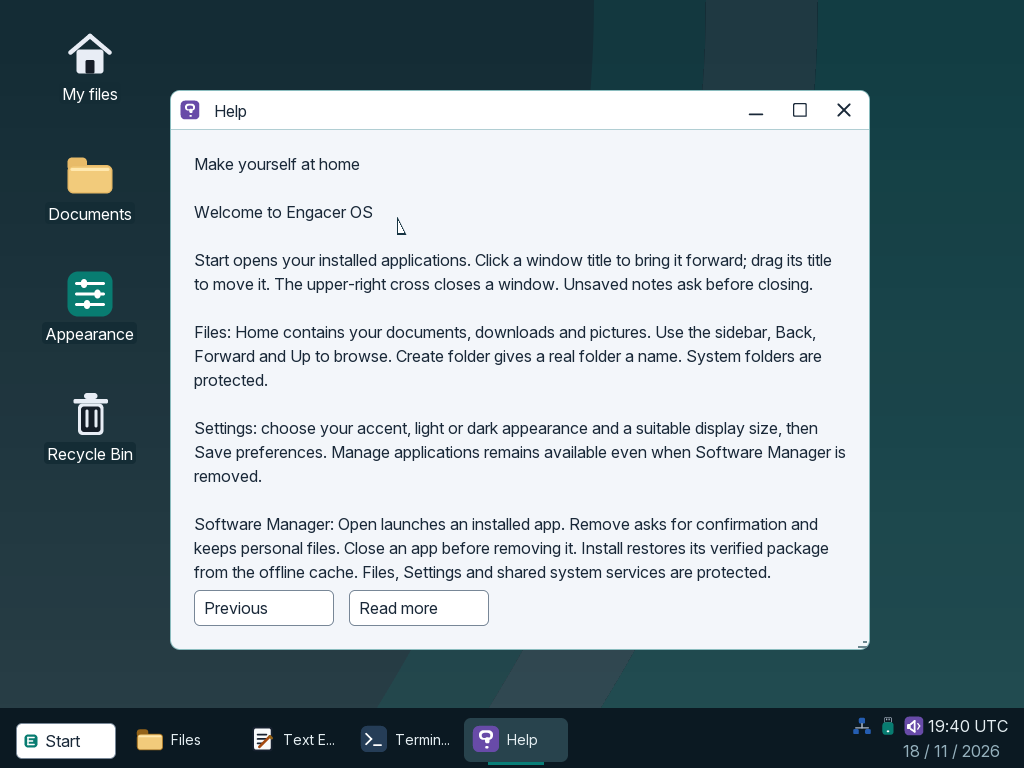 My files
Documents
Appearance
Recycle Bin
Help
Make yourself at home
Welcome to Engacer OS
Start opens your installed applications. Click a window title to bring it forward; drag its title
to move it. The upper-right cross closes a window. Unsaved notes ask before closing.
Files: Home contains your documents, downloads and pictures. Use the sidebar, Back,
Forward and Up to browse. Create folder gives a real folder a name. System folders are
protected.
Settings: choose your accent, light or dark appearance and a suitable display size, then
Save preferences. Manage applications remains available even when Software Manager is
removed.
Software Manager: Open launches an installed app. Remove asks for confirmation and
keeps personal files. Close an app before removing it. Install restores its verified package
from the offline cache. Files, Settings and shared system services are protected.
Previous
Read more
Start
Files
Text E...
Termin...
Help
19:40 UTC
18 / 11 / 2026